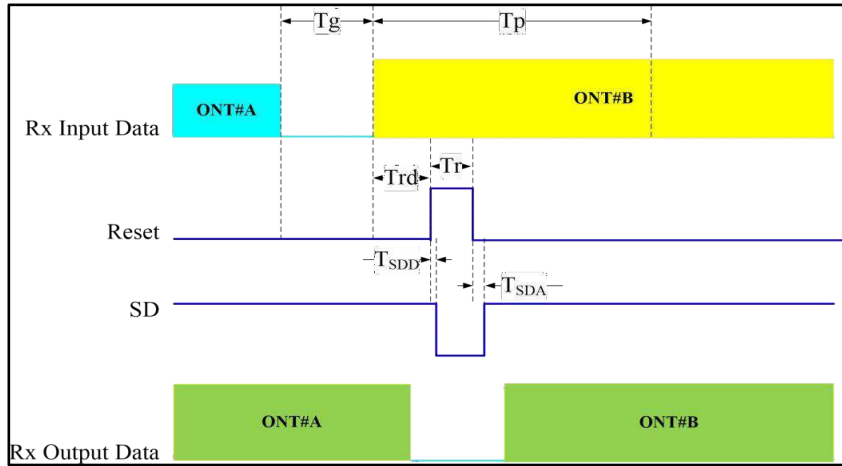 Tg
Tp
ONT#A
ONT#B
Rx Input Data
Tr
Trd
Reset
TSDD
TSDA
SD
ONT#A
ONT#B
Rx Output Data